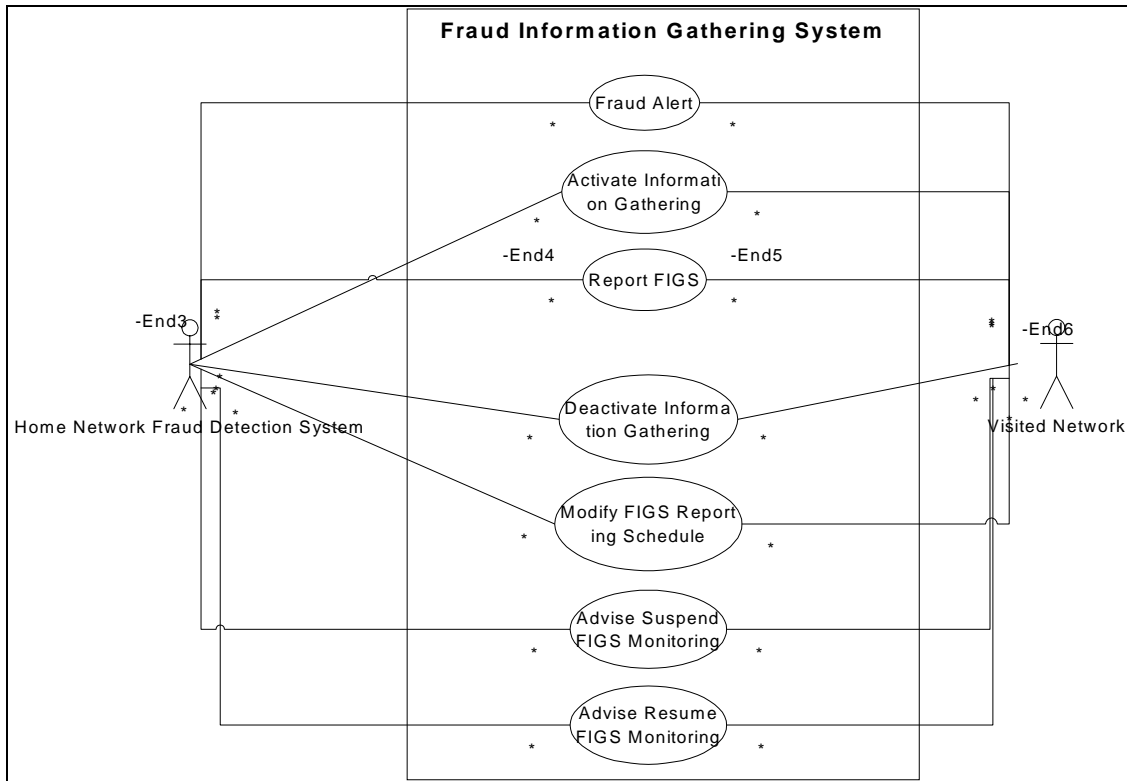 Fraud Information Gathering System
Fraud Alert
*
*
Activate Informati
on Gathering
*
*
-End4
-End5
Report FIGS
*
*
*
*
*
*
-End3
-End6
*
*
*
*
*
*
*
*
*
*
Home Network Fraud Detection System
Visited Network
Deactivate Informa
tion Gathering
*
*
Modify FIGS Report
ing Schedule
*
*
Advise Suspend
FIGS Monitoring
*
*
Advise Resume
FIGS Monitoring
*
*